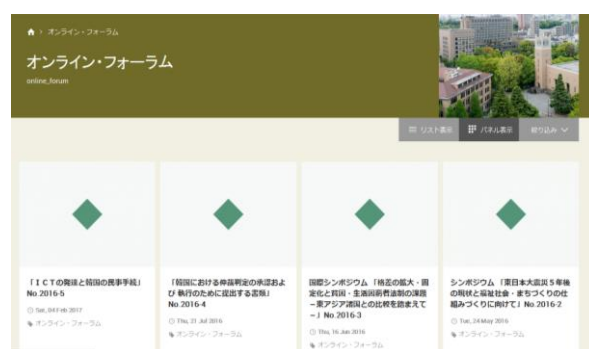 オンライン・フォーラム
オンライン・フォーラム
online_forum
リスト表示 パネル表示 絞り込み
「ICTの発達と韓国の民事手続」
No.2016-5
Sat, 04 Feb 2017
オンライン・フォーラム
「韓国における仲裁判定の承認およ
び 執行のために提出する書類」
No.2016-4
Thu, 21 Jul 2016
オンライン・フォーラム
国際シンポジウム 「格差の拡大・固
定化と貧困・生活困窮者法制の課題
－東アジア諸国との比較を踏まえて
－」No.2016-3
Thu, 16 Jun 2016
オンライン・フォーラム
シンポジウム 「東日本大震災5年後
の現状と福祉社会・まちづくりの仕
組みづくりに向けて」No.2016-2
Tue, 24 May 2016
オンライン・フォーラム